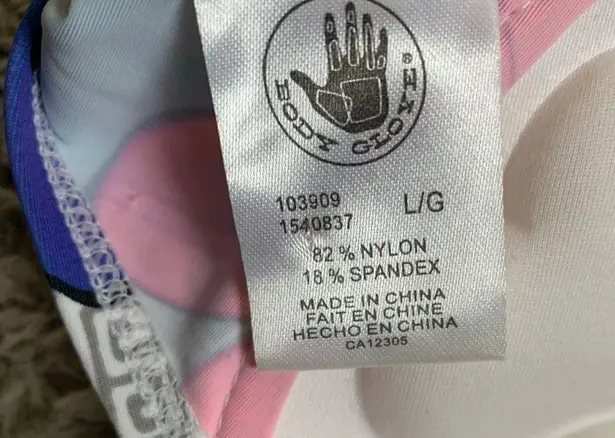 BODY GLOVE®
103909 L/G
1540837
82 % NYLON
18 % SPANDEX
MADE IN CHINA
FAIT EN CHINE
HECHO EN CHINA
CA12305